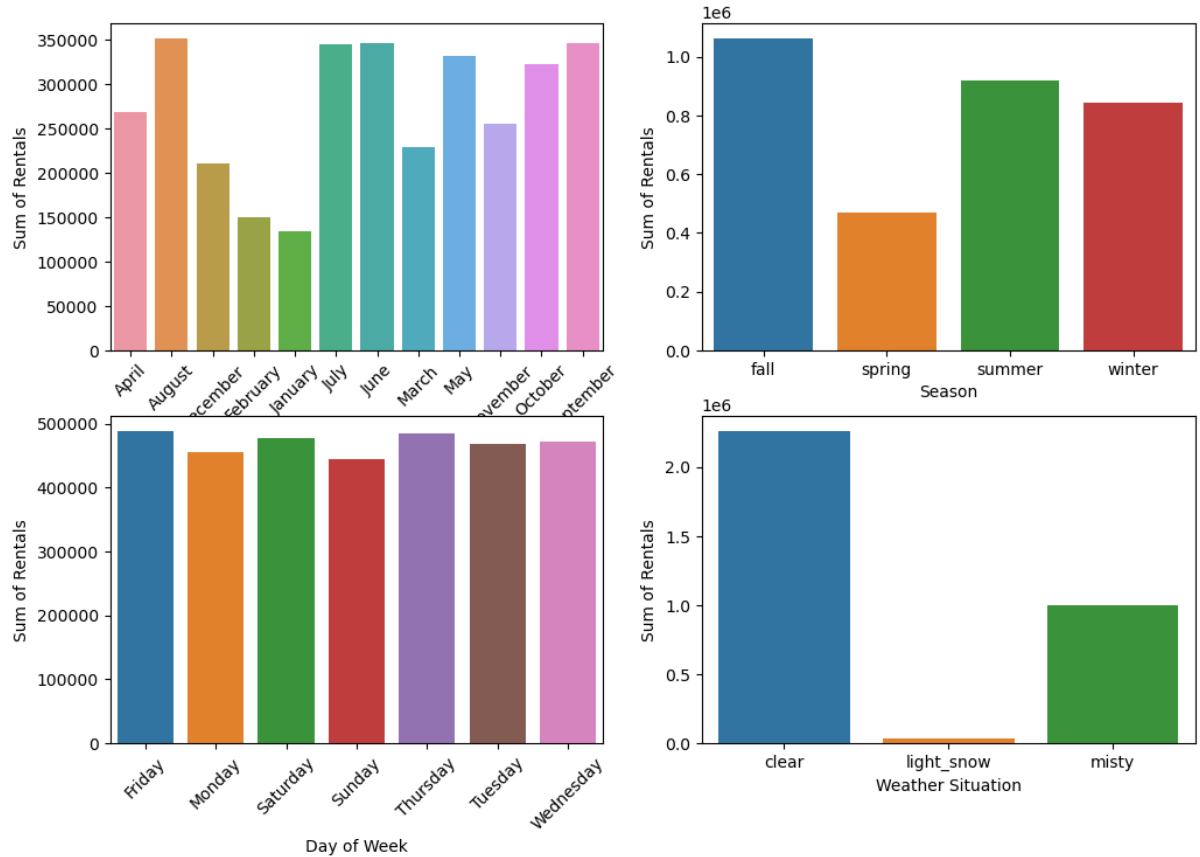 Sum of Rentals
350000
300000
250000
200000
150000
100000
50000
0
April
August
ecember
February
January
July
June
March
May
ovember
October
ptember
1e6
Sum of Rentals
1.0
0.8
0.6
0.4
0.2
0.0
fall spring summer winter
Season
Sum of Rentals
500000
400000
300000
200000
100000
0
Friday
Monday
Saturday
Sunday
Thursday
Tuesday
Wednesday
Day of Week
1e6
Sum of Rentals
2.0
1.5
1.0
0.5
0.0
clear light_snow misty
Weather Situation